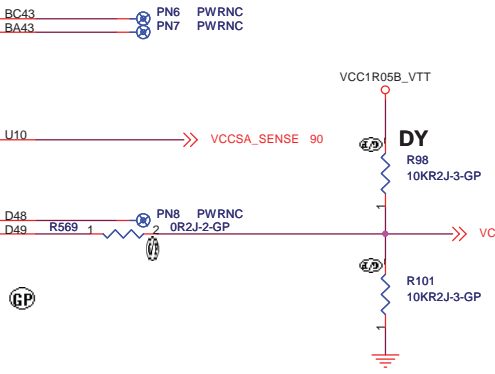 BC43 PN6 PWRNC
BA43 PN7 PWRNC
VCC1R05B_VTT
U10 VCCSA_SENSE 90
DY
R98
10KR2J-3-GP
1
D48 PN8 PWRNC
D49 R569 1 2 0R2J-2-GP
VC
R101
10KR2J-3-GP
GP
1